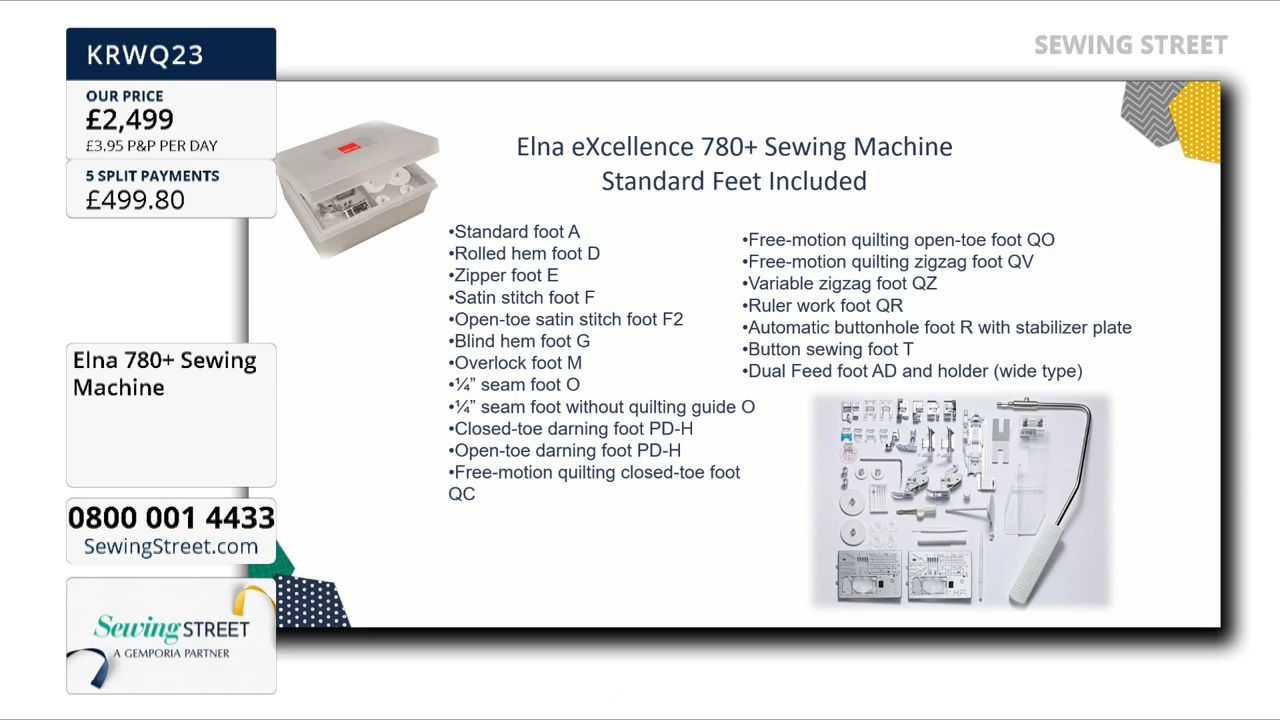 KRWQ23
OUR PRICE
£2,499
£3.95 P&P PER DAY
5 SPLIT PAYMENTS
£499.80
Elna 780+ Sewing
Machine
0800 001 4433
SewingStreet.com
Sewing STREET
A GEMPORIA PARTNER
SEWING STREET
Elna eXcellence 780+ Sewing Machine
Standard Feet Included
•Standard foot A
•Rolled hem foot D
•Zipper foot E
•Satin stitch foot F
•Open-toe satin stitch foot F2
•Blind hem foot G
•Overlock foot M
•¼” seam foot O
•¼” seam foot without quilting guide O
•Closed-toe darning foot PD-H
•Open-toe darning foot PD-H
•Free-motion quilting closed-toe foot
QC
•Free-motion quilting open-toe foot QO
•Free-motion quilting zigzag foot QV
•Variable zigzag foot QZ
•Ruler work foot QR
•Automatic buttonhole foot R with stabilizer plate
•Button sewing foot T
•Dual Feed foot AD and holder (wide type)